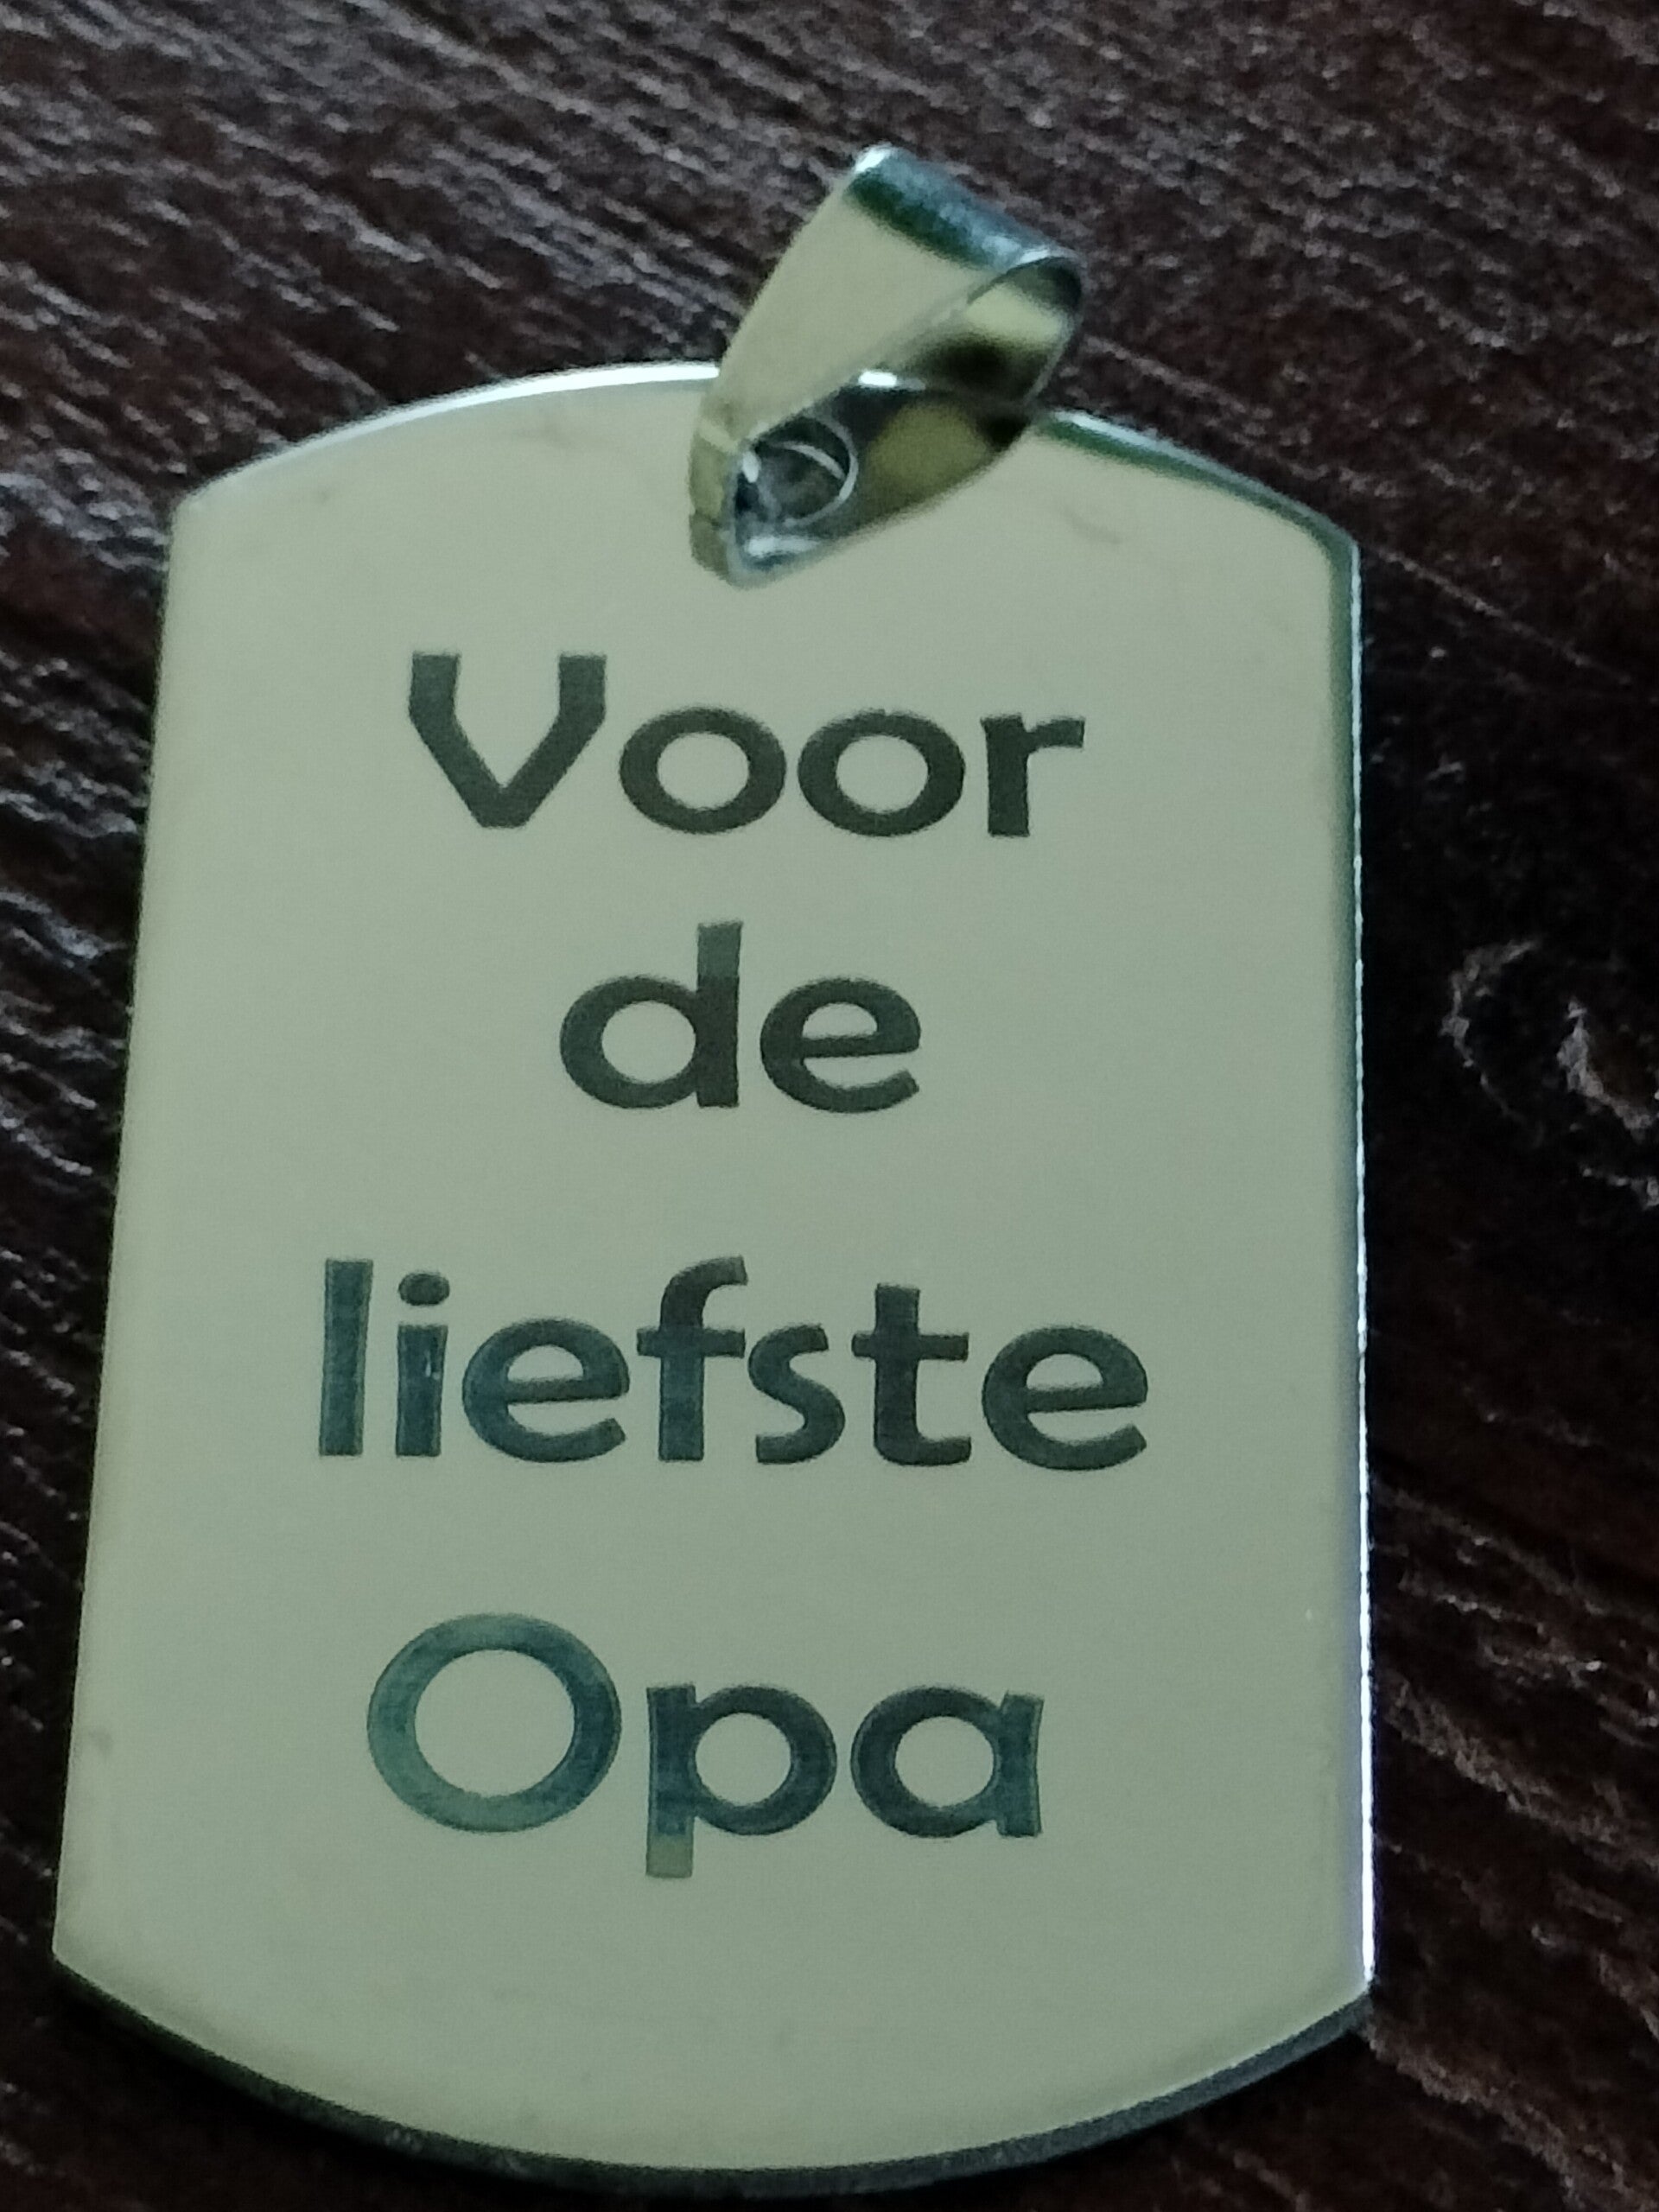 Voor
de
liefste
Opa